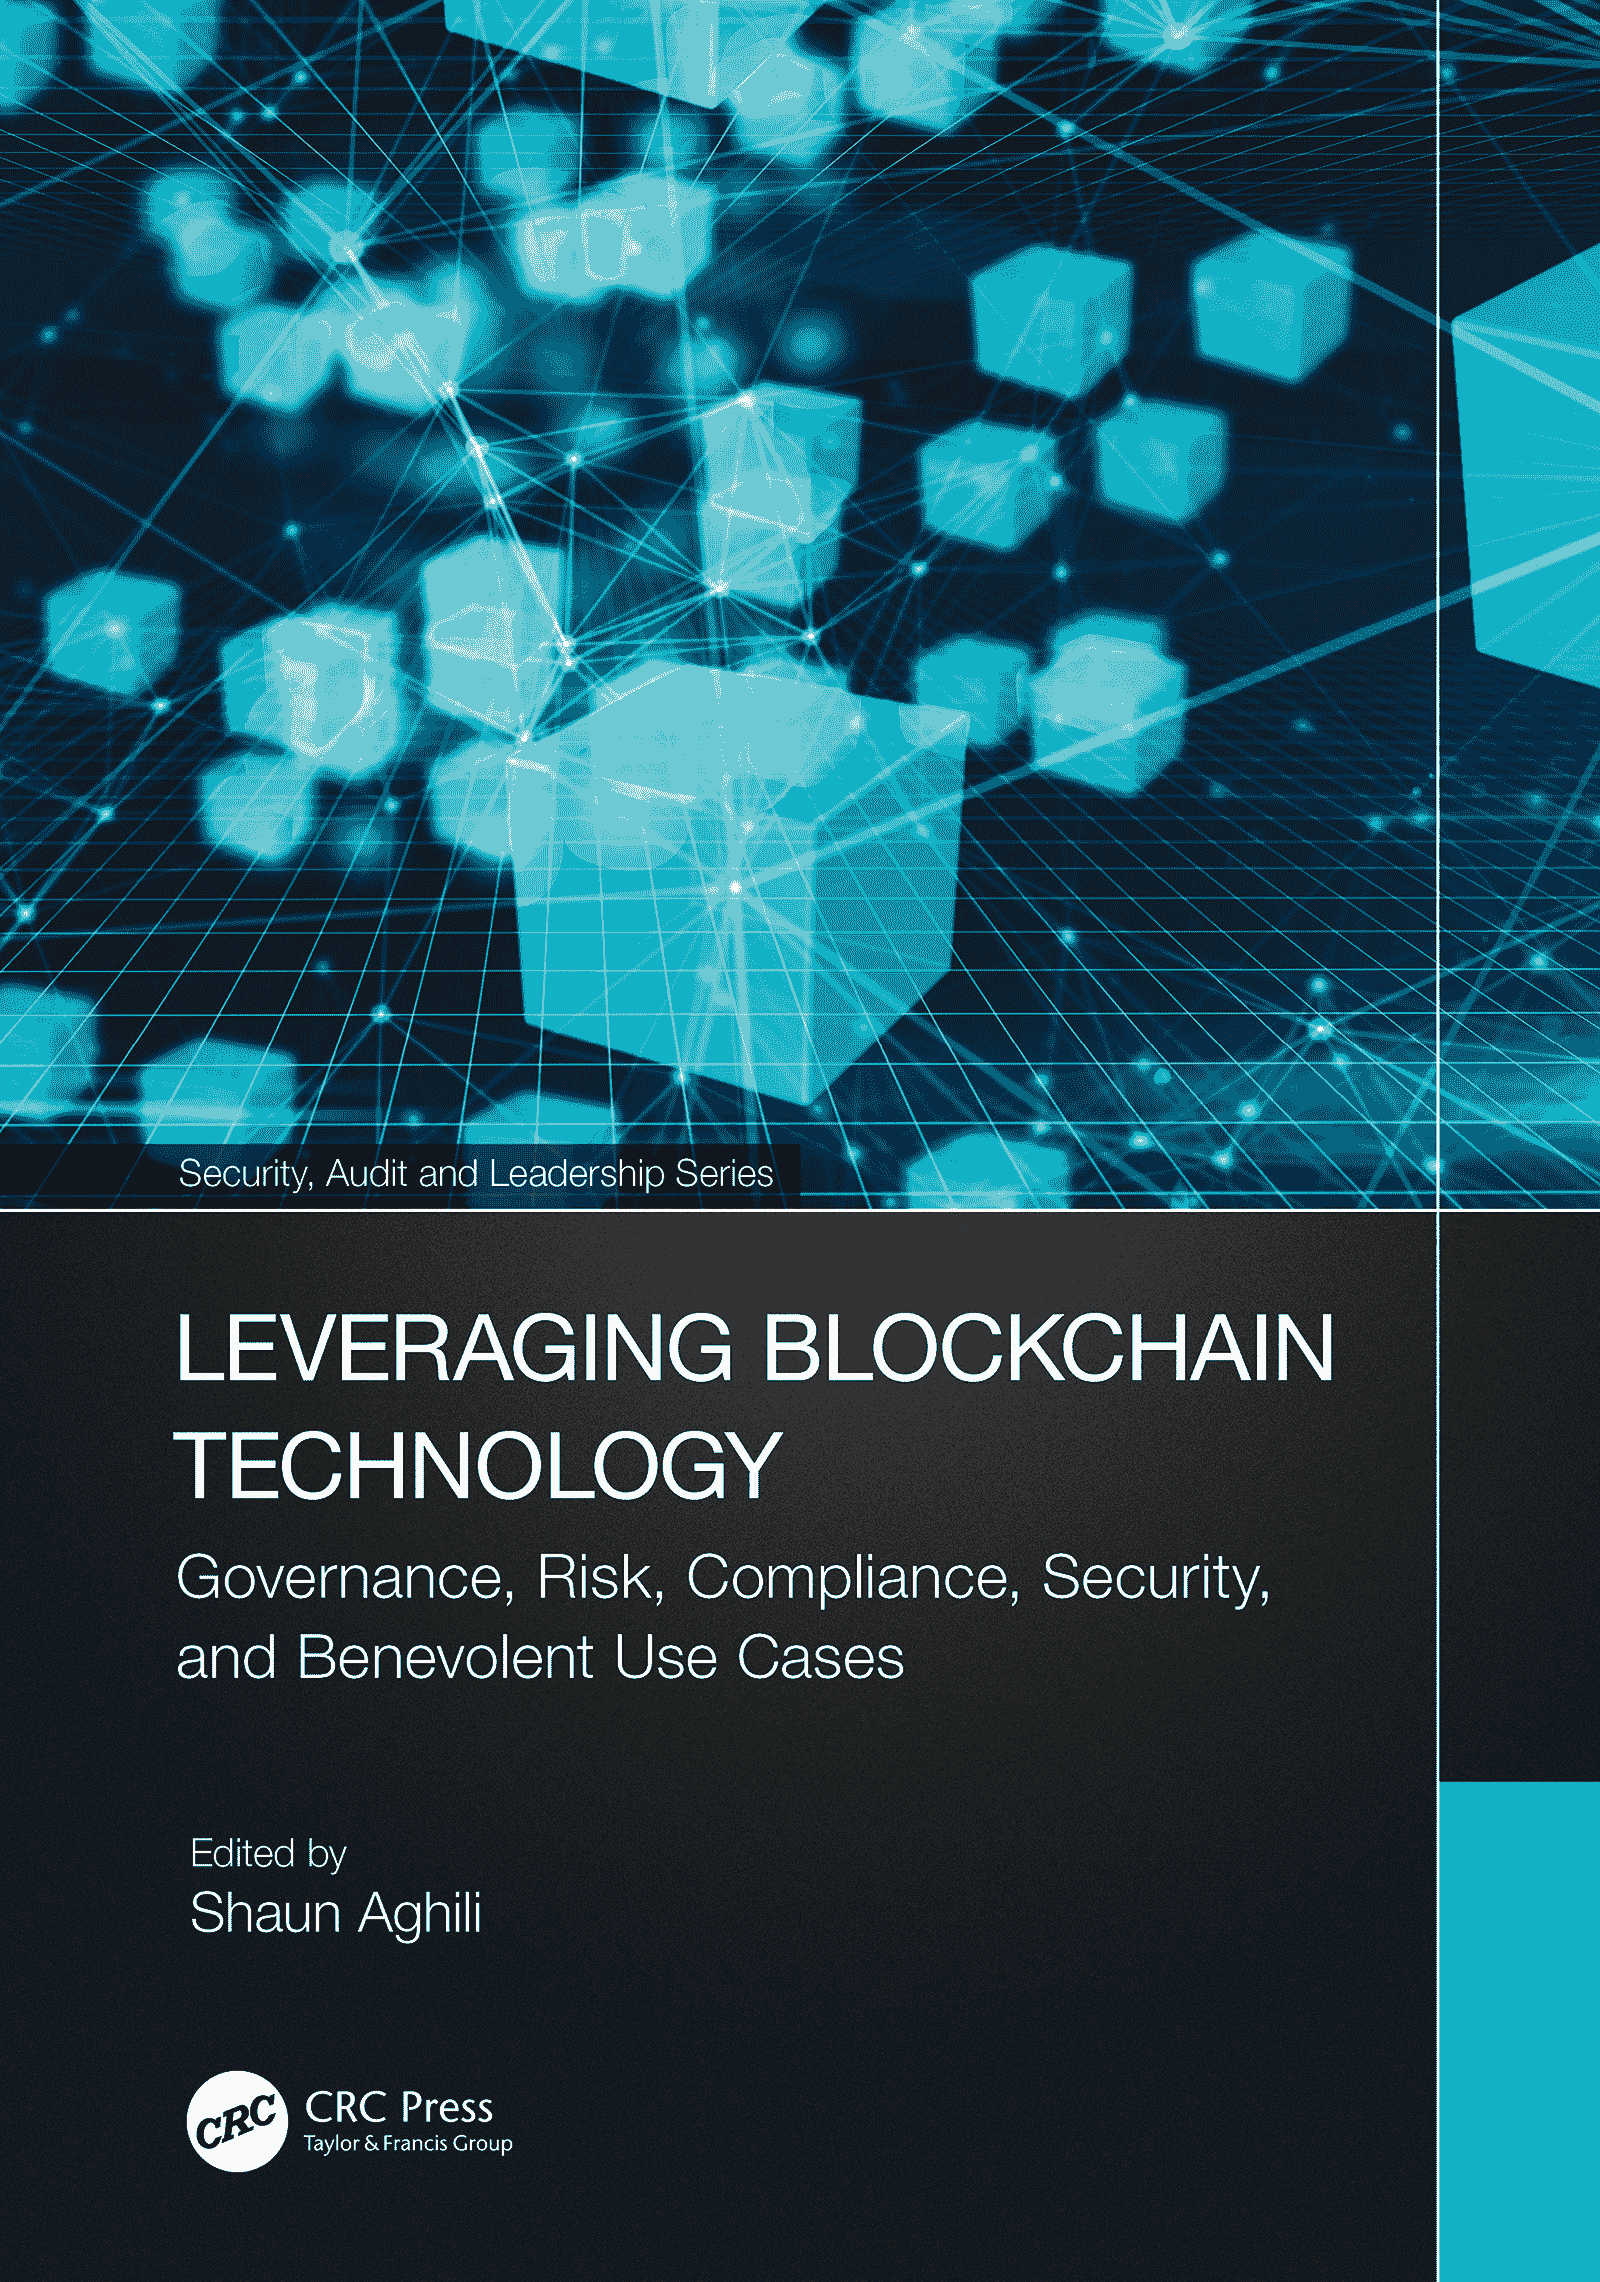 Security, Audit and Leadership Series
LEVERAGING BLOCKCHAIN
TECHNOLOGY
Governance, Risk, Compliance, Security,
and Benevolent Use Cases
Edited by
Shaun Aghili
CRC
CRC Press
Taylor & Francis Group